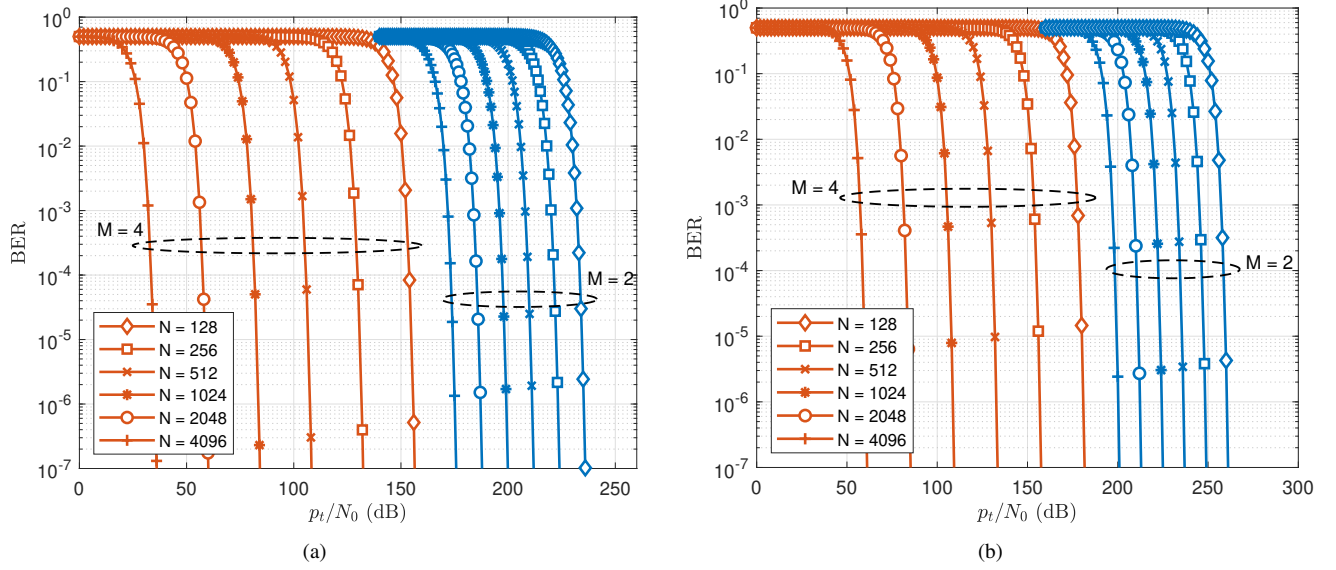 10^0
10^-1
10^-2
10^-3
10^-4
10^-5
10^-6
10^-7
BER
M = 4
M = 2
N = 128
N = 256
N = 512
N = 1024
N = 2048
N = 4096
0 50 100 150 200 250
p_t/N_0 (dB)
(a)
10^0
10^-1
10^-2
10^-3
10^-4
10^-5
10^-6
10^-7
BER
M = 4
M = 2
N = 128
N = 256
N = 512
N = 1024
N = 2048
N = 4096
0 50 100 150 200 250 300
p_t/N_0 (dB)
(b)